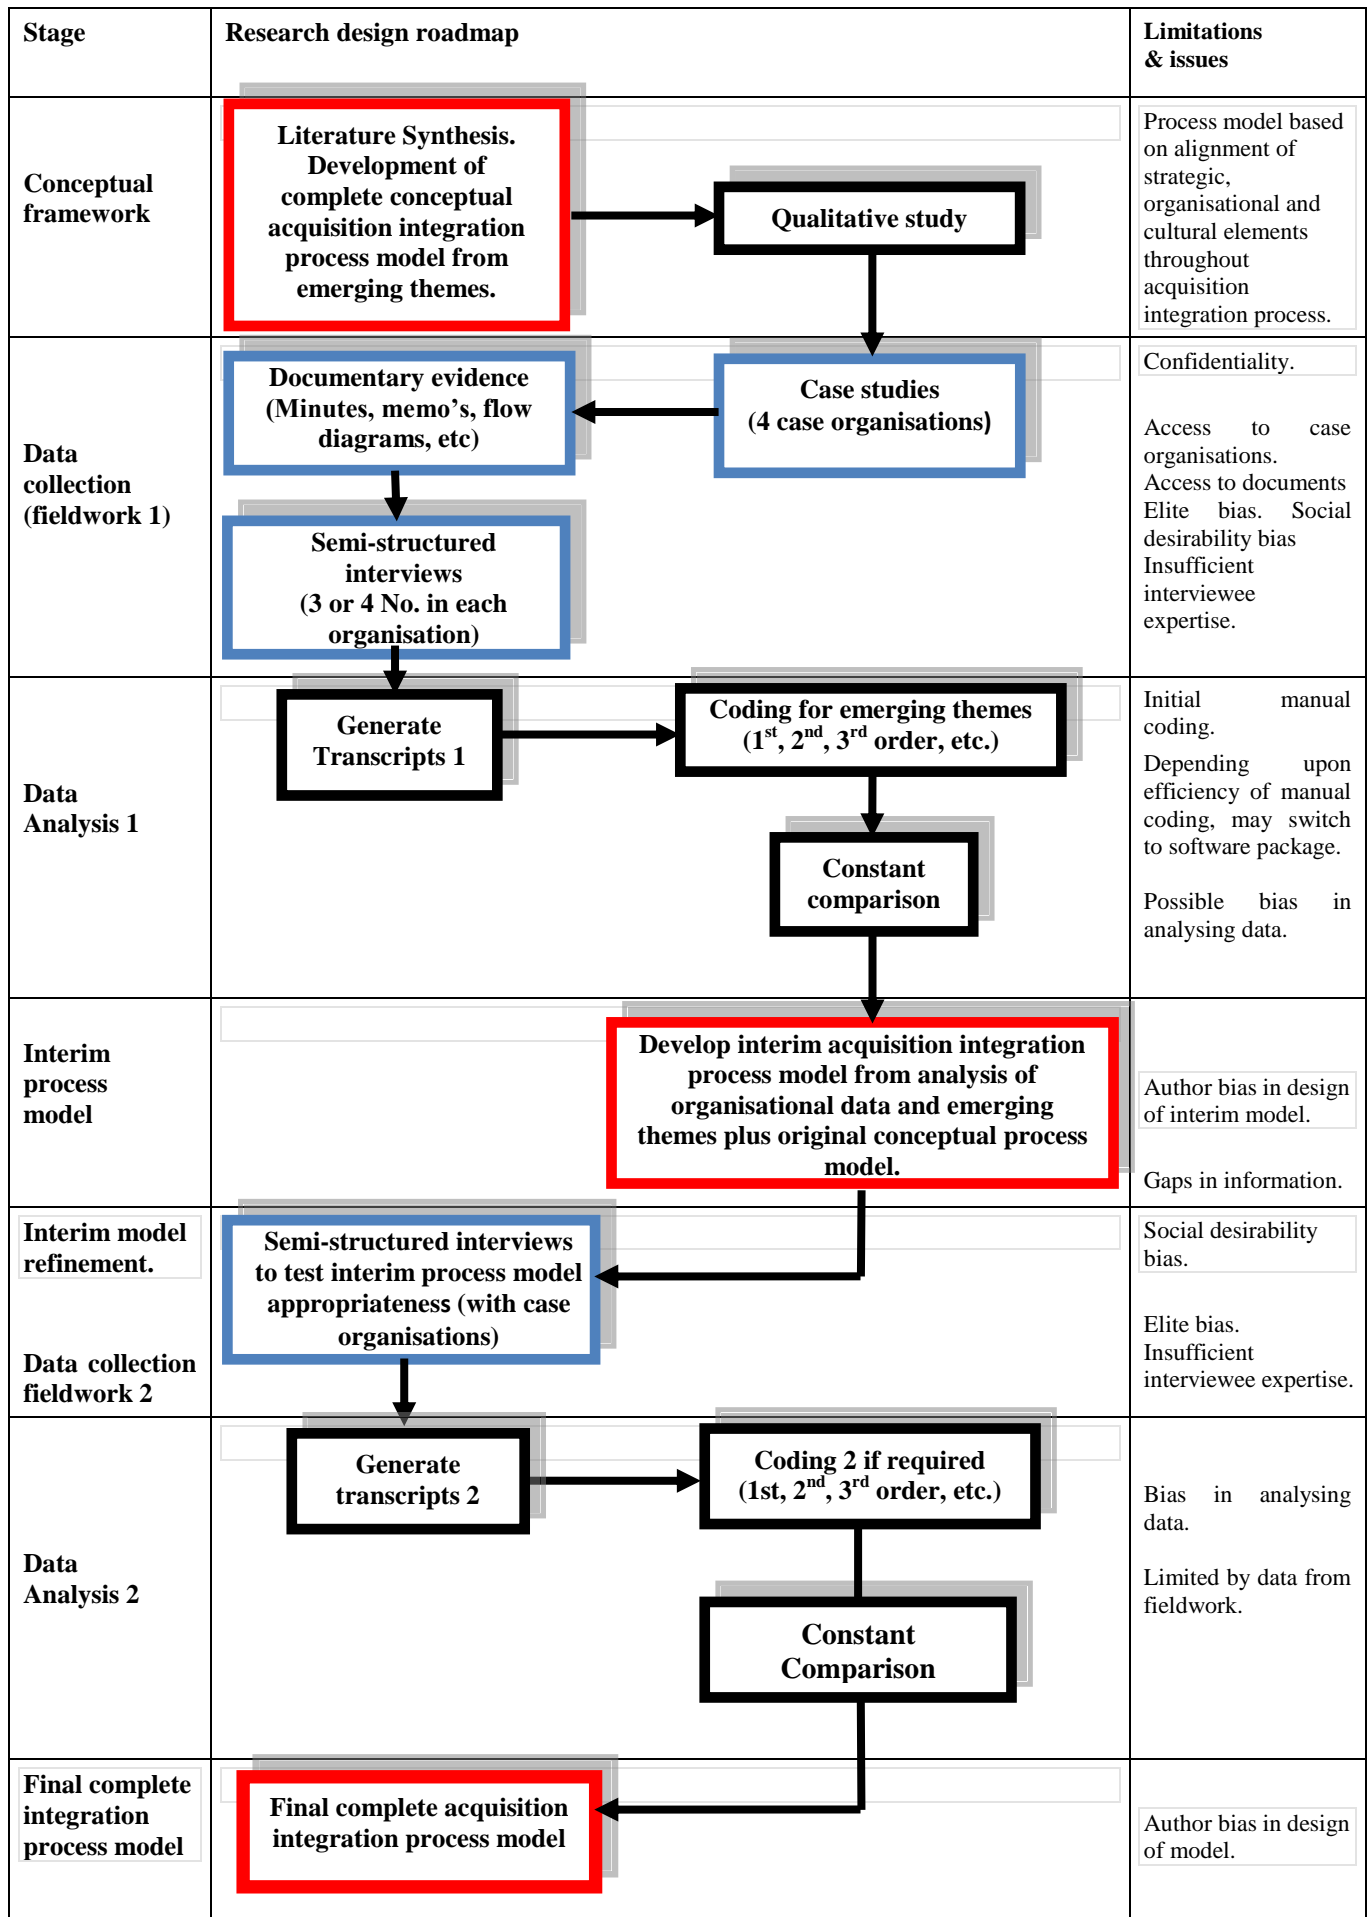 Stage
Research design roadmap
Limitations
& issues
Conceptual
framework
Literature Synthesis.
Development of
complete conceptual
acquisition integration
process model from
emerging themes.
Qualitative study
Process model based
on alignment of
strategic,
organisational and
cultural elements
throughout
acquisition
integration process.
Data
collection
(fieldwork 1)
Documentary evidence
(Minutes, memo's, flow
diagrams, etc)
Case studies
(4 case organisations)
Semi-structured
interviews
(3 or 4 No. in each
organisation)
Confidentiality.
Access to case
organisations.
Access to documents
Elite bias. Social
desirability bias
Insufficient
interviewee
expertise.
Data
Analysis 1
Generate
Transcripts 1
Coding for emerging themes
(1st, 2nd, 3rd order, etc.)
Constant
comparison
Initial manual
coding.
Depending upon
efficiency of manual
coding, may switch
to software package.
Possible bias in
analysing data.
Interim
process
model
Develop interim acquisition integration
process model from analysis of
organisational data and emerging
themes plus original conceptual process
model.
Author bias in design
of interim model.
Gaps in information.
Interim model
refinement.
Data collection
fieldwork 2
Semi-structured interviews
to test interim process model
appropriateness (with case
organisations)
Social desirability
bias.
Elite bias.
Insufficient
interviewee expertise.
Data
Analysis 2
Generate
transcripts 2
Coding 2 if required
(1st, 2nd, 3rd order, etc.)
Constant
Comparison
Bias in analysing
data.
Limited by data from
fieldwork.
Final complete
integration
process model
Final complete acquisition
integration process model
Author bias in design
of model.